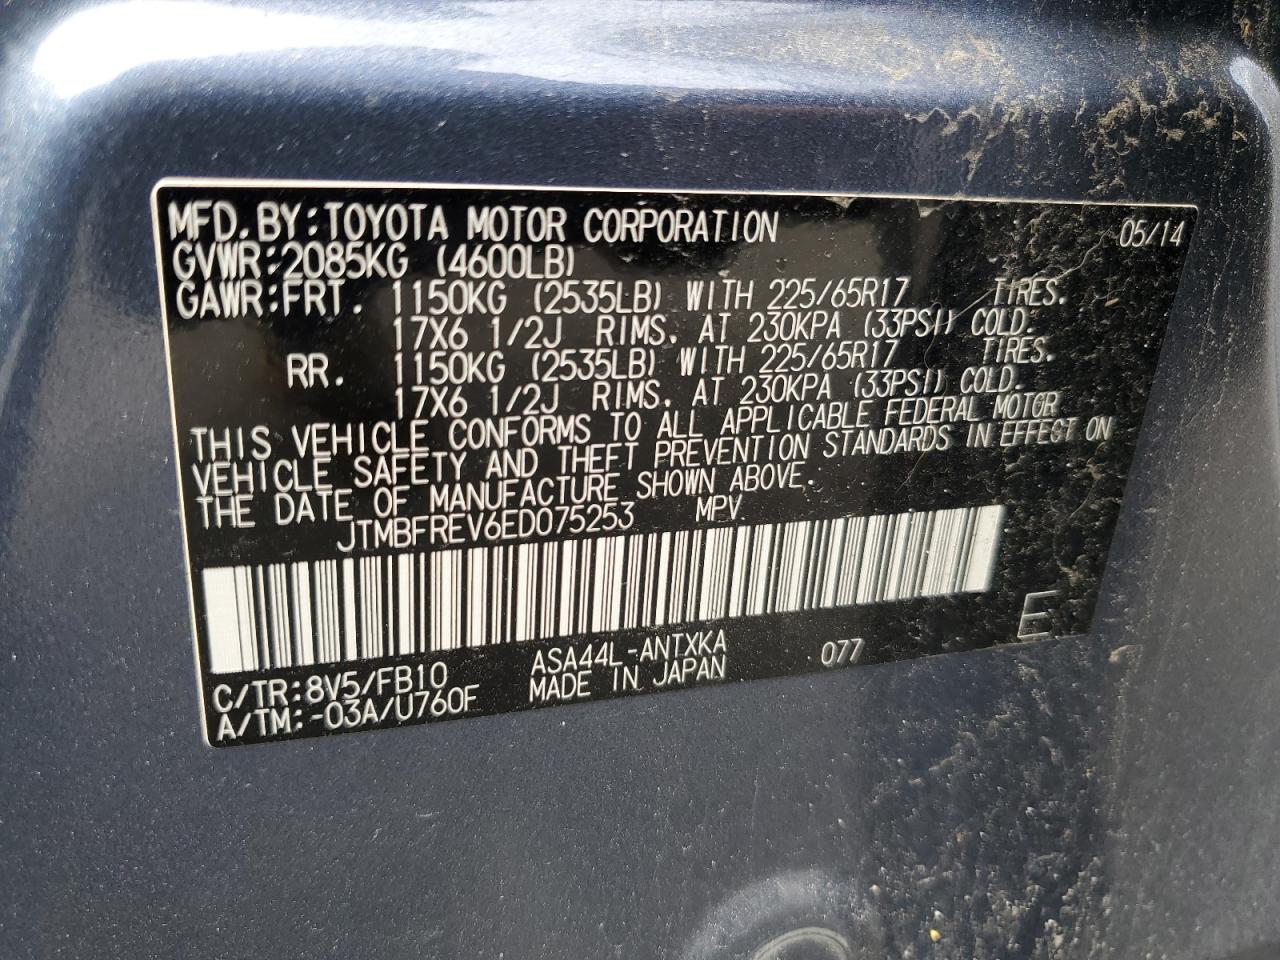 MFD. BY: TOYOTA MOTOR CORPORATION 05/14
GVWR: 2085KG (4600LB)
GAWR: FRT. 1150KG (2535LB) WITH 225/65R17 TIRES.
17X6 1/2J RIMS. AT 230KPA (33PSI) COLD.
RR. 1150KG (2535LB) WITH 225/65R17 TIRES.
17X6 1/2J RIMS. AT 230KPA (33PSI) COLD.
THIS VEHICLE CONFORMS TO ALL APPLICABLE FEDERAL MOTOR
VEHICLE SAFETY AND THEFT PREVENTION STANDARDS IN EFFECT ON
THE DATE OF MANUFACTURE SHOWN ABOVE.
JTMBFREV6ED075253 MPV
E
C/TR: 8V5/FB10 ASA44L-ANTXKA 077
A/TM: -03A/U760F MADE IN JAPAN